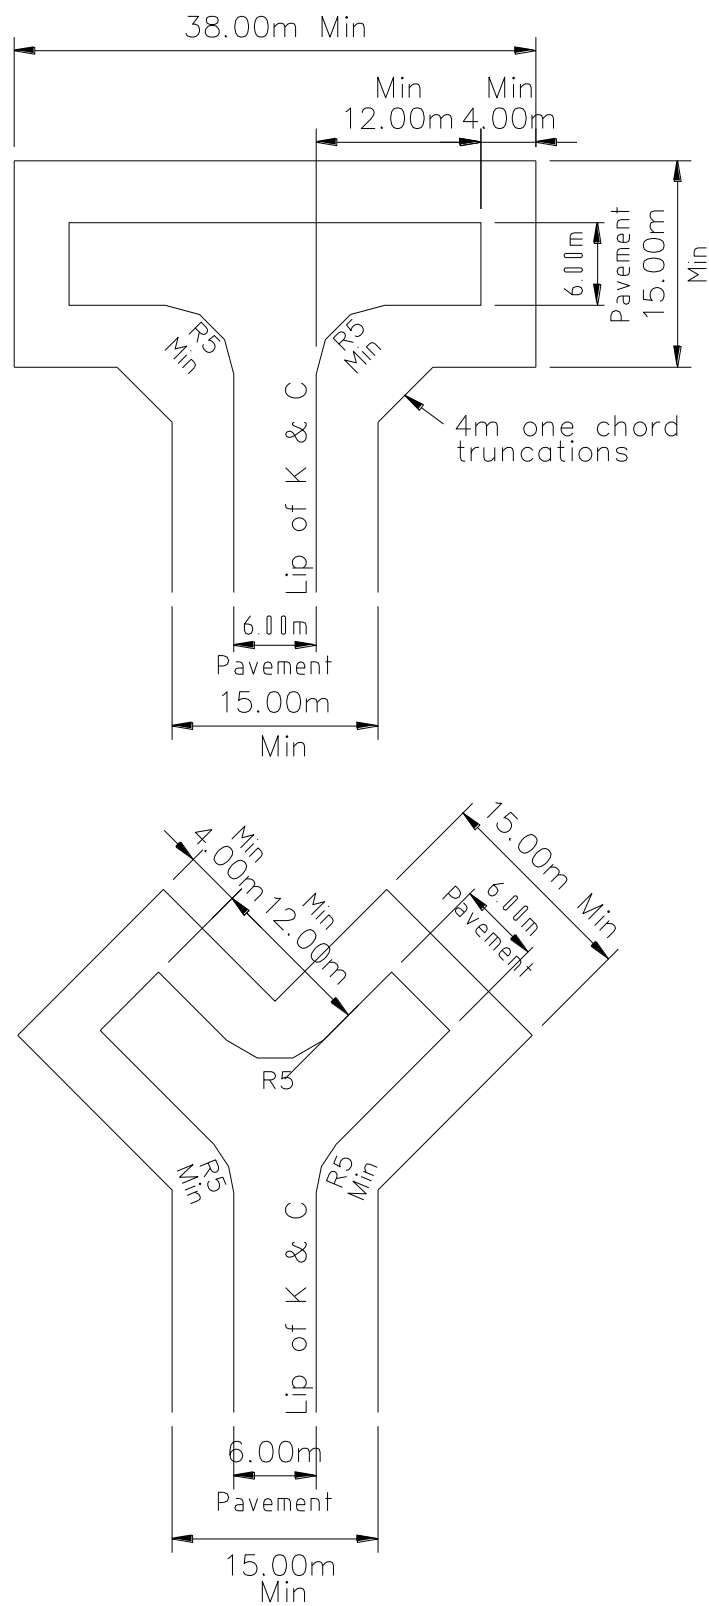 38.00m Min
Min
12.00m
Min
4.00m
6.00m
Pavement
15.00m
Min
R5
Min
R5
Min
4m one chord
truncations
Lip of K & C
6.00m
Pavement
15.00m
Min
Min
4.00m
Min
12.00m
15.00m Min
6.00m
Pavement
R5
R5
Min
R5
Min
Lip of K & C
6.00m
Pavement
15.00m
Min